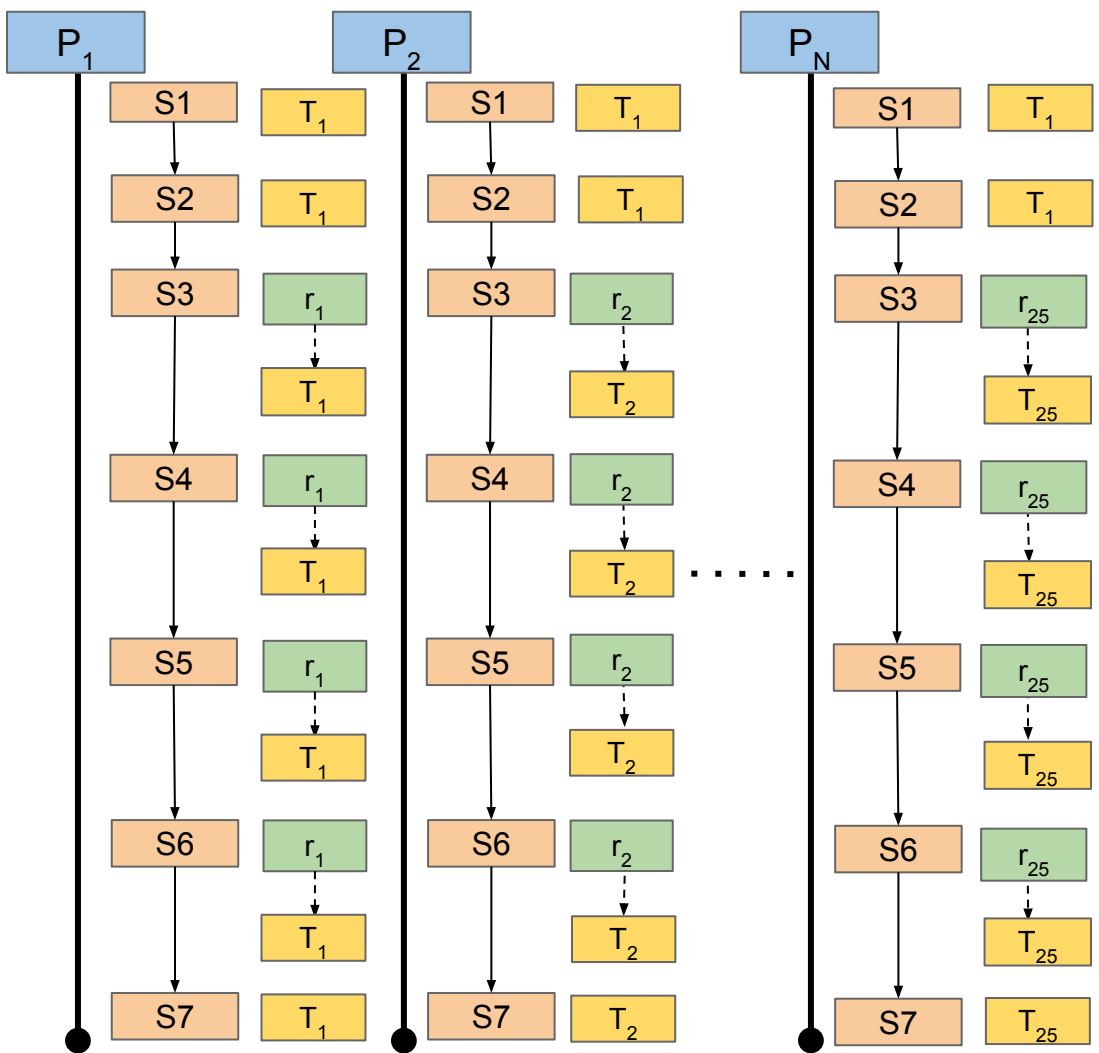 P₁ P₂ P_N
S1 T₁ S1 T₁ S1 T₁
S2 T₁ S2 T₁ S2 T₁
S3 r₁ S3 r₂ S3 r₂₅
T₁ T₂ T₂₅
S4 r₁ S4 r₂ S4 r₂₅
T₁ T₂ ..... T₂₅
S5 r₁ S5 r₂ S5 r₂₅
T₁ T₂ T₂₅
S6 r₁ S6 r₂ S6 r₂₅
T₁ T₂ T₂₅
S7 T₁ S7 T₂ S7 T₂₅